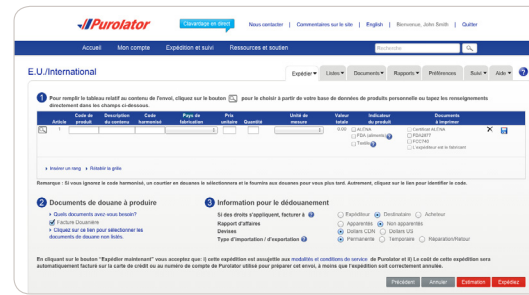 Purolator
Clavardage en direct
Nous contacter | Commentaires sur le site | English | Bienvenue, John Smith | Quitter
Accueil Mon compte Expédition et suivi Ressources et soutien
Recherche
E.U./International
Expédier Listes Documents Rapports Préférences Suivi Aide ?
1 Pour remplir le tableau relatif au contenu de l'envoi, cliquez sur le bouton pour le choisir à partir de votre base de données de produits personnelle ou tapez les renseignements
directement dans les champs ci-dessous.
Article Code de produit Description du contenu Code harmonisé Pays de fabrication Prix unitaire Quantité Unité de mesure Valeur totale Indicateur du produit Documents à imprimer
1 0.00 ALENA Certificat ALENA
FDA (aliments) ? FDA2877
Textile ? FCC740
L'expéditeur est le fabricant
Insérer un rang Rétablir la grille
Remarque : Si vous ignorez le code harmonisé, un courtier en douanes le sélectionnera et le fournira aux douanes pour vous plus tard. Autrement, cliquez sur le lien pour identifier le code.
2 Documents de douane à produire
Quels documents avez-vous besoin?
Facture Douanière
Cliquez sur ce lien pour sélectionner des
documents de douane non listés.
3 Information pour le dédouanement
Si des droits s'appliquent, facturer à ? Expéditeur Destinataire Acheteur
Rapport d'affaires Apparentés Non apparentés
Devises Dollars CDN Dollars US
Type d'importation / d'exportation ? Permanente Temporaire Réparation/Retour
En cliquant sur le bouton "Expédier maintenant" vous acceptez que: i) cette expédition est assujettie aux modalités et conditions de service de Purolator et ii) Le coût de cette expédition sera
automatiquement facturé sur la carte de crédit ou au numéro de compte de Purolator utilisé pour préparer cet envoi, à moins que l'expédition soit correctement annulée.
Précédent Annuler Estimation Expédiez